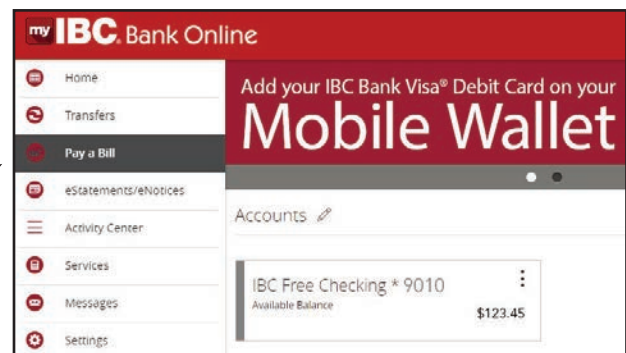 my IBC. Bank Online
Home
Transfers
Pay a Bill
eStatements/eNotices
Activity Center
Services
Messages
Settings
Add your IBC Bank Visa® Debit Card on your
Mobile Wallet
Accounts
IBC Free Checking * 9010
Available Balance
$123.45